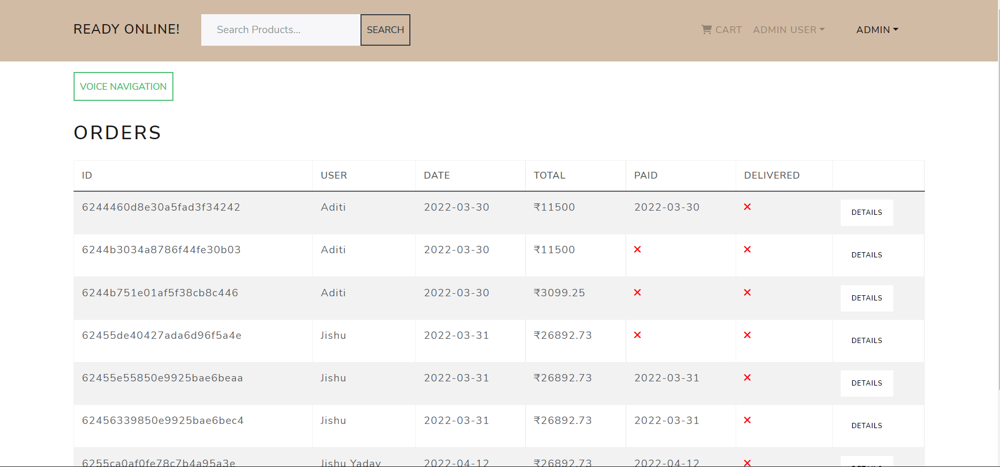 READY ONLINE! Search Products... SEARCH CART ADMIN USER ADMIN
VOICE NAVIGATION
ORDERS
ID USER DATE TOTAL PAID DELIVERED
6244460d8e30a5fad3f34242 Aditi 2022-03-30 ₹11500 2022-03-30 DETAILS
6244b3034a8786f44fe30b03 Aditi 2022-03-30 ₹11500 DETAILS
6244b751e01af5f38cb8c446 Aditi 2022-03-30 ₹3099.25 DETAILS
62455de40427ada6d96f5a4e Jishu 2022-03-31 ₹26892.73 DETAILS
62455e55850e9925bae6beaa Jishu 2022-03-31 ₹26892.73 2022-03-31 DETAILS
62456339850e9925bae6bec4 Jishu 2022-03-31 ₹26892.73 2022-03-31 DETAILS
6255ca0af0fe78c7b4a95a3e Jishu Yadav 2022-04-12 ₹26892.73 2022-04-12